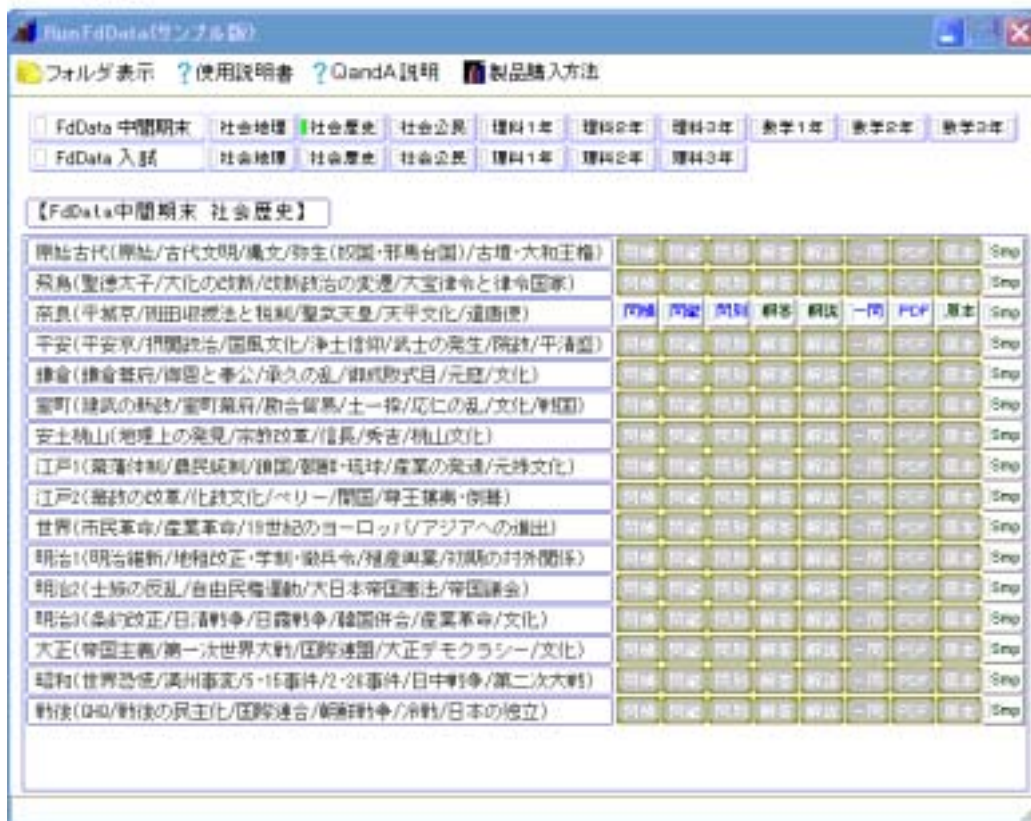 RunFdData(サンプル版)
フォルダ表示 ?使用説明書 ?QandA説明 製品購入方法
FdData 中間期末 社会地理 社会歴史 社会公民 理科1年 理科2年 理科3年 数学1年 数学2年 数学3年
FdData 入試 社会地理 社会歴史 社会公民 理科1年 理科2年 理科3年
【FdData中間期末 社会歴史】
原始古代(原始/古代文明/縄文/弥生(奴国・邪馬台国)/古墳・大和王権) Smp
飛鳥(聖徳太子/大化の改新/改新政治の変遷/大宝律令と律令国家) Smp
奈良(平城京/班田収授法と税制/聖武天皇/天平文化/遣唐使) 問別 解答 解説 一問 PDF 原本 Smp
平安(平安京/摂関政治/国風文化/浄土信仰/武士の発生/院政/平清盛) Smp
鎌倉(鎌倉幕府/御恩と奉公/承久の乱/御成敗式目/元寇/文化) Smp
室町(建武の新政/室町幕府/勘合貿易/土一揆/応仁の乱/文化/戦国) Smp
安土桃山(地理上の発見/宗教改革/信長/秀吉/桃山文化) Smp
江戸1(幕藩体制/農民統制/鎖国/朝鮮・琉球/産業の発達/元禄文化) Smp
江戸2(幕政の改革/化政文化/ペリー/開国/尊王攘夷・倒幕) Smp
世界(市民革命/産業革命/19世紀のヨーロッパ/アジアへの進出) Smp
明治1(明治維新/地租改正・学制・徴兵令/殖産興業/初期の対外関係) Smp
明治2(士族の反乱/自由民権運動/大日本帝国憲法/帝国議会) Smp
明治3(条約改正/日清戦争/日露戦争/韓国併合/産業革命/文化) Smp
大正(帝国主義/第一次世界大戦/国際連盟/大正デモクラシー/文化) Smp
昭和(世界恐慌/満州事変/5・15事件/2・26事件/日中戦争/第二次大戦) Smp
戦後(GHQ/戦後の民主化/国際連合/朝鮮戦争/冷戦/日本の独立) Smp